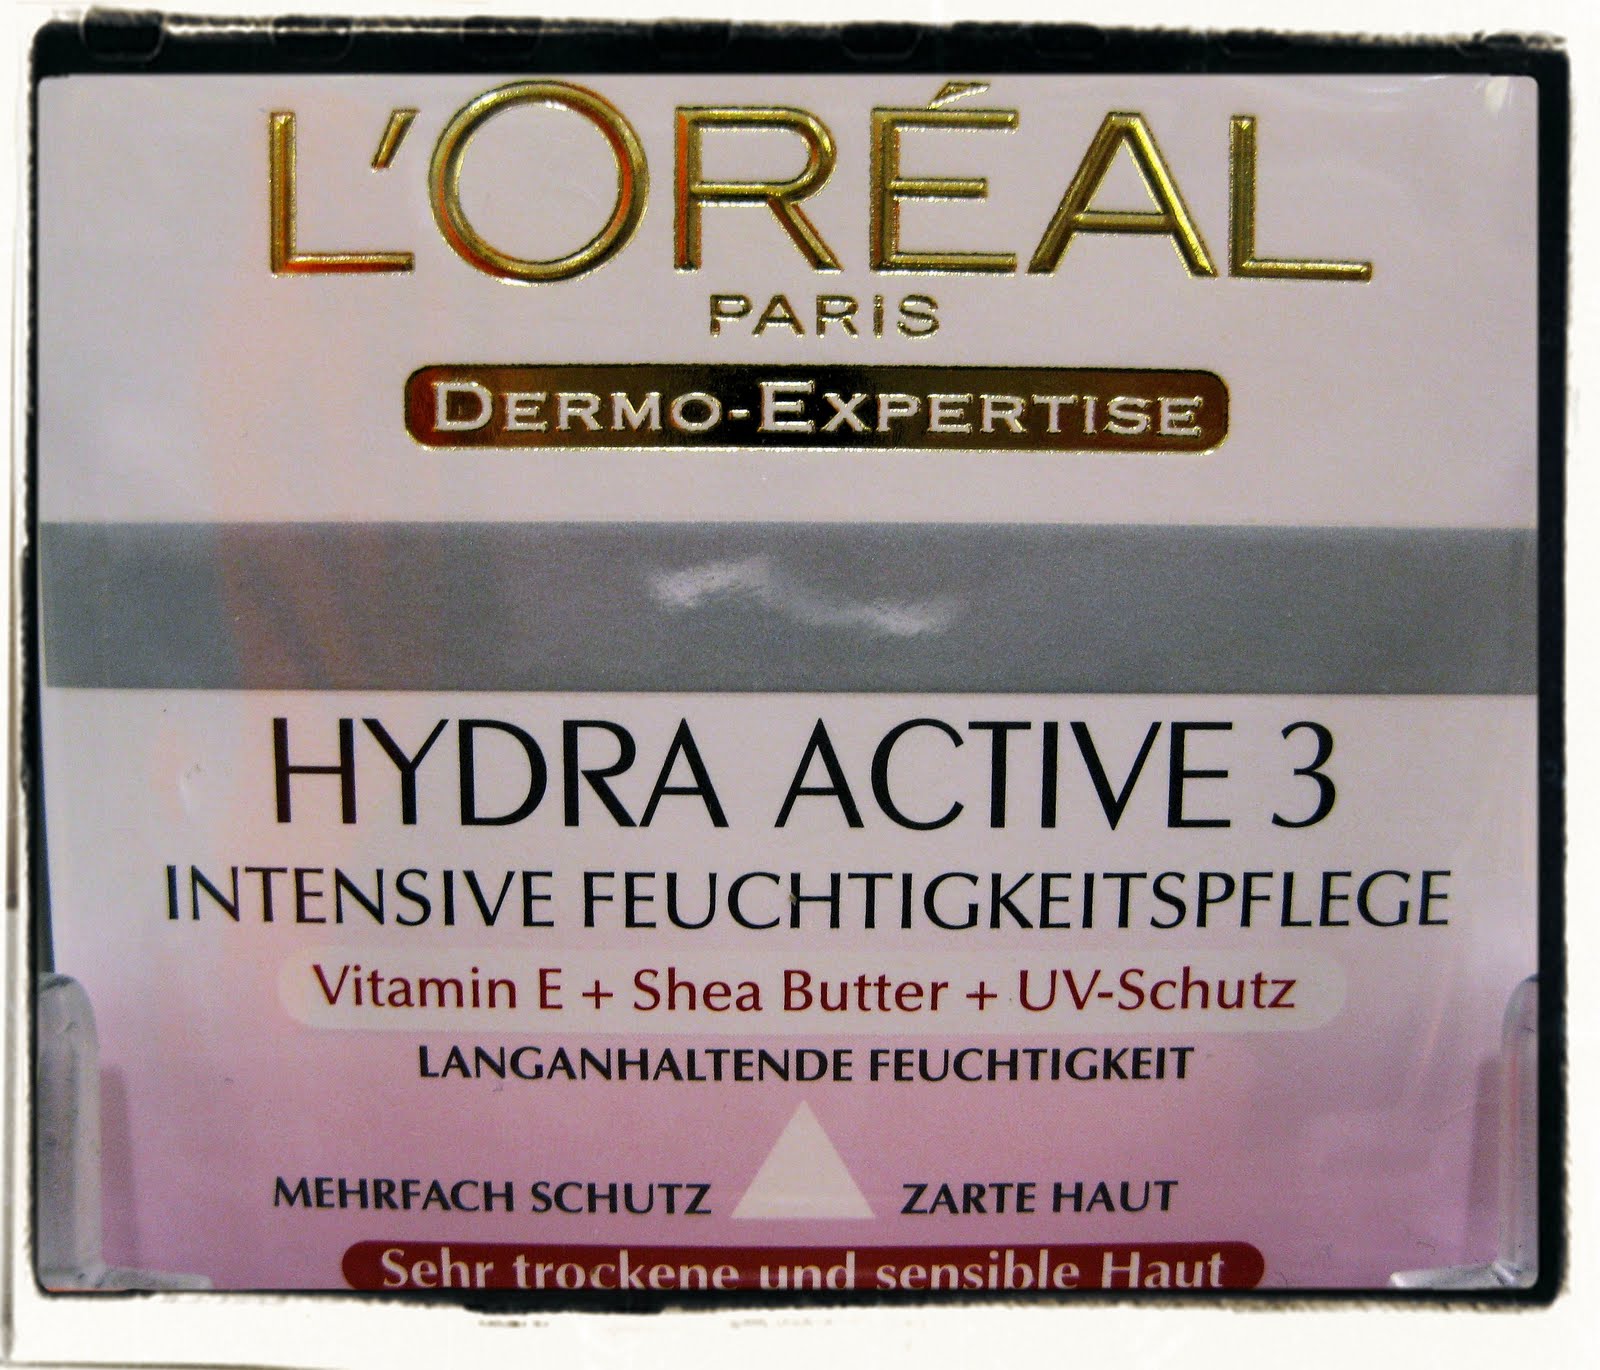 L'ORÉAL
PARiS
DERMO-EXPERTISE
HYDRA ACTIVE 3
INTENSIVE FEUCHTIGKEITSPFLEGE
Vitamin E + Shea Butter + UV-Schutz
LANGANHALTENDE FEUCHTIGKEIT
MEHRFACH SCHUTZ ZARTE HAUT
Sehr trockene und sensible Haut